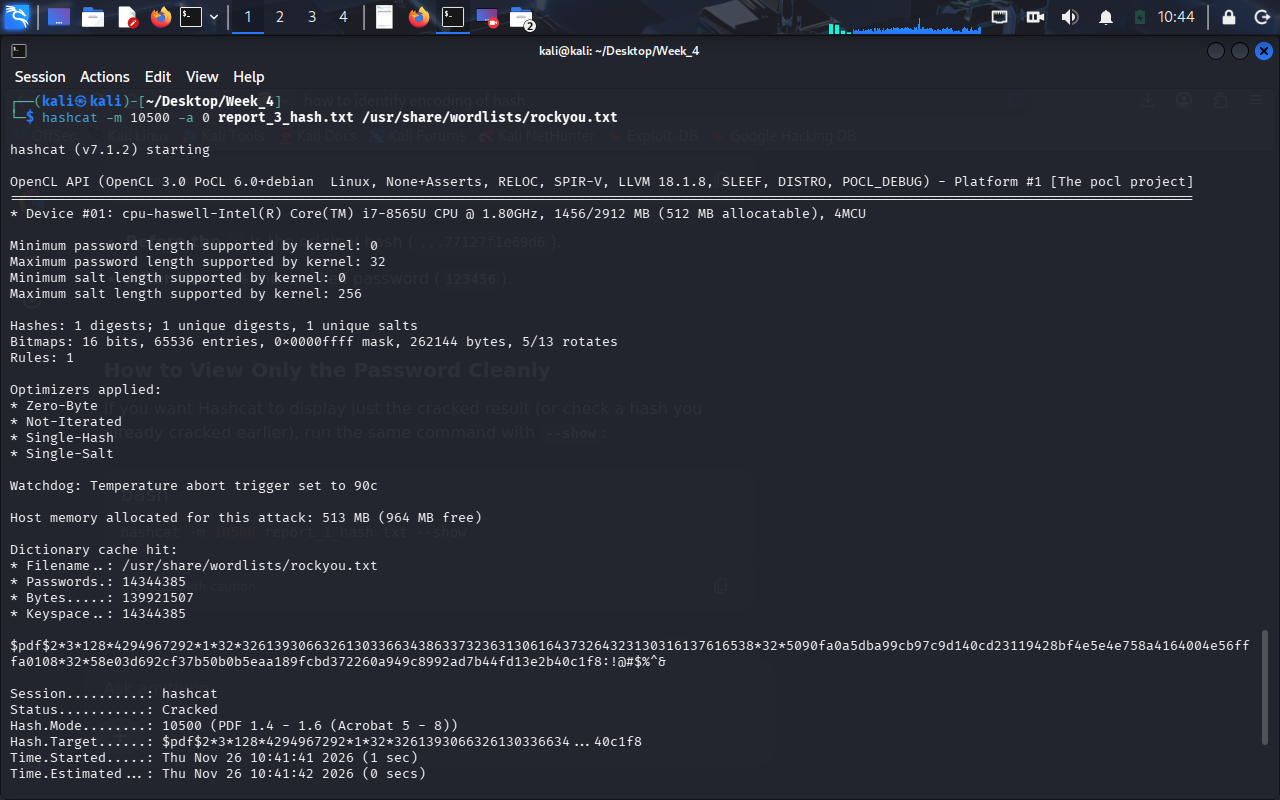 1 2 3 4 2 10:44
kali@kali: ~/Desktop/Week_4
Session Actions Edit View Help
┌──(kali㉿kali)-[~/Desktop/Week_4]
└─$ hashcat -m 10500 -a 0 report_3_hash.txt /usr/share/wordlists/rockyou.txt
hashcat (v7.1.2) starting
OpenCL API (OpenCL 3.0 PoCL 6.0+debian  Linux, None+Asserts, RELOC, SPIR-V, LLVM 18.1.8, SLEEF, DISTRO, POCL_DEBUG) - Platform #1 [The pocl project]
* Device #01: cpu-haswell-Intel(R) Core(TM) i7-8565U CPU @ 1.80GHz, 1456/2912 MB (512 MB allocatable), 4MCU
Minimum password length supported by kernel: 0
Maximum password length supported by kernel: 32
Minimum salt length supported by kernel: 0
Maximum salt length supported by kernel: 256
Hashes: 1 digests; 1 unique digests, 1 unique salts
Bitmaps: 16 bits, 65536 entries, 0x0000ffff mask, 262144 bytes, 5/13 rotates
Rules: 1
Optimizers applied:
* Zero-Byte
* Not-Iterated
* Single-Hash
* Single-Salt
Watchdog: Temperature abort trigger set to 90c
Host memory allocated for this attack: 513 MB (964 MB free)
Dictionary cache hit:
* Filename..: /usr/share/wordlists/rockyou.txt
* Passwords.: 14344385
* Bytes.....: 139921507
* Keyspace..: 14344385
$pdf$2*3*128*4294967292*1*32*3261393066326130336634386337323631306164373264323130316137616538*32*5090fa0a5dba99cb97c9d140cd23119428bf4e5e4e758a4164004e56ff
fa0108*32*58e03d692cf37b50b0b5eaa189fcbd372260a949c8992ad7b44fd13e2b40c1f8:!@#$%^&
Session..........: hashcat
Status...........: Cracked
Hash.Mode........: 10500 (PDF 1.4 - 1.6 (Acrobat 5 - 8))
Hash.Target......: $pdf$2*3*128*4294967292*1*32*3261393066326130336634...40c1f8
Time.Started.....: Thu Nov 26 10:41:41 2026 (1 sec)
Time.Estimated...: Thu Nov 26 10:41:42 2026 (0 secs)